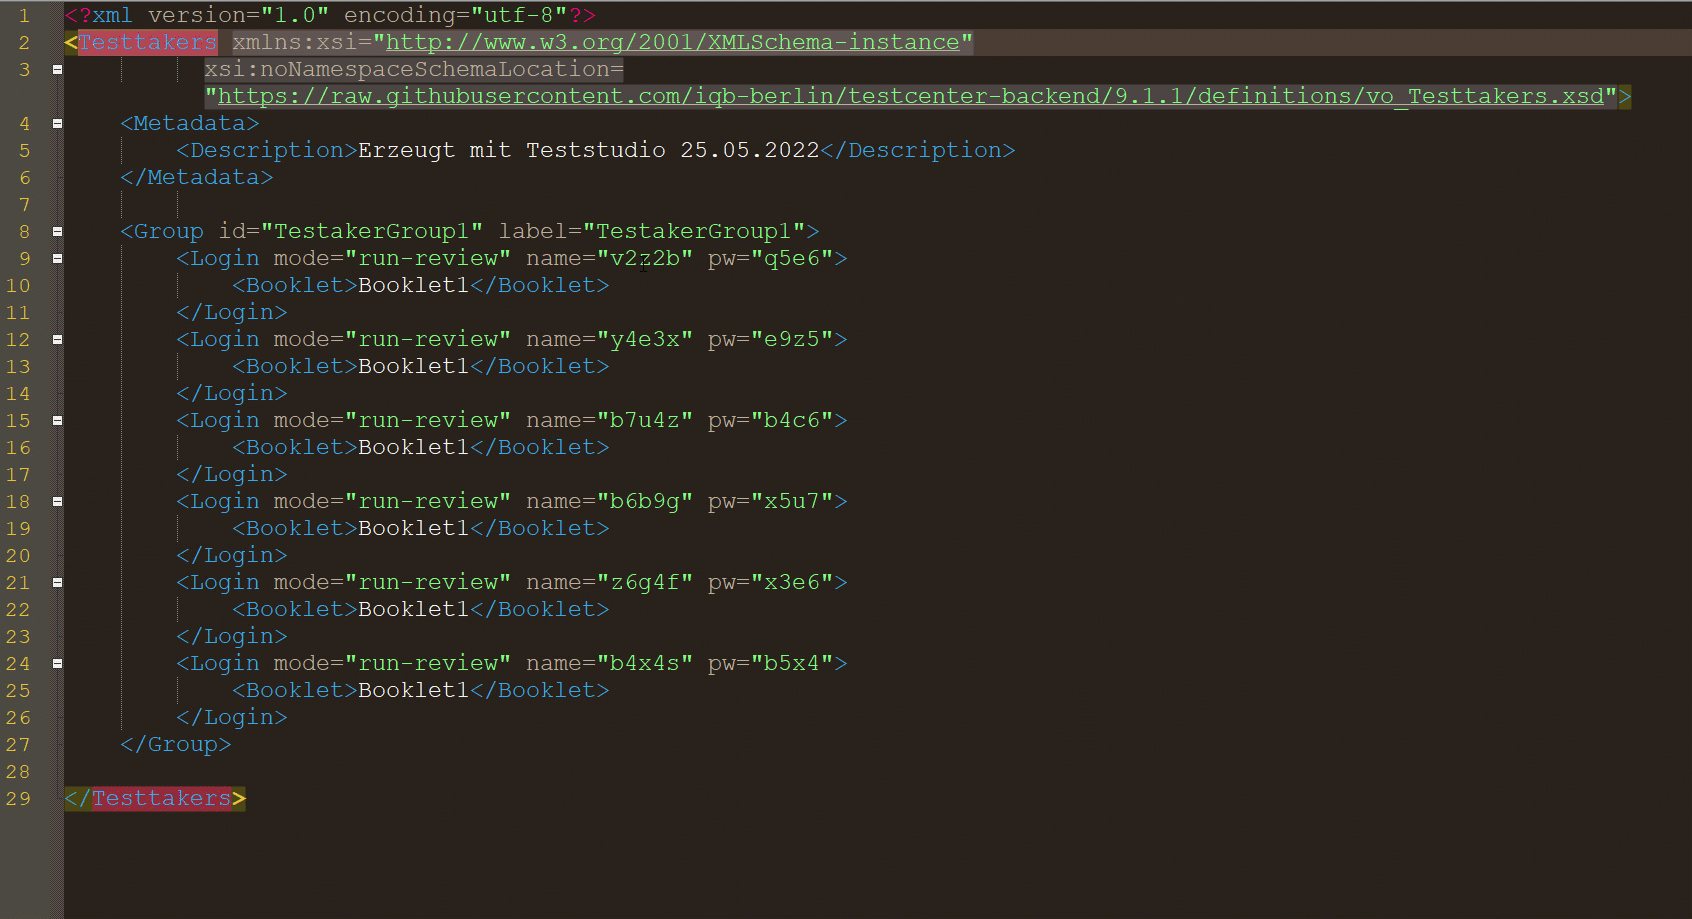 1 <?xml version="1.0" encoding="utf-8"?>
2 <Testtakers xmlns:xsi="http://www.w3.org/2001/XMLSchema-instance"
3 xsi:noNamespaceSchemaLocation=
"https://raw.githubusercontent.com/iqb-berlin/testcenter-backend/9.1.1/definitions/vo_Testtakers.xsd">
4 <Metadata>
5 <Description>Erzeugt mit Teststudio 25.05.2022</Description>
6 </Metadata>
7
8 <Group id="TestakerGroup1" label="TestakerGroup1">
9 <Login mode="run-review" name="v2z2b" pw="q5e6">
10 <Booklet>Booklet1</Booklet>
11 </Login>
12 <Login mode="run-review" name="y4e3x" pw="e9z5">
13 <Booklet>Booklet1</Booklet>
14 </Login>
15 <Login mode="run-review" name="b7u4z" pw="b4c6">
16 <Booklet>Booklet1</Booklet>
17 </Login>
18 <Login mode="run-review" name="b6b9g" pw="x5u7">
19 <Booklet>Booklet1</Booklet>
20 </Login>
21 <Login mode="run-review" name="z6g4f" pw="x3e6">
22 <Booklet>Booklet1</Booklet>
23 </Login>
24 <Login mode="run-review" name="b4x4s" pw="b5x4">
25 <Booklet>Booklet1</Booklet>
26 </Login>
27 </Group>
28
29 </Testtakers>